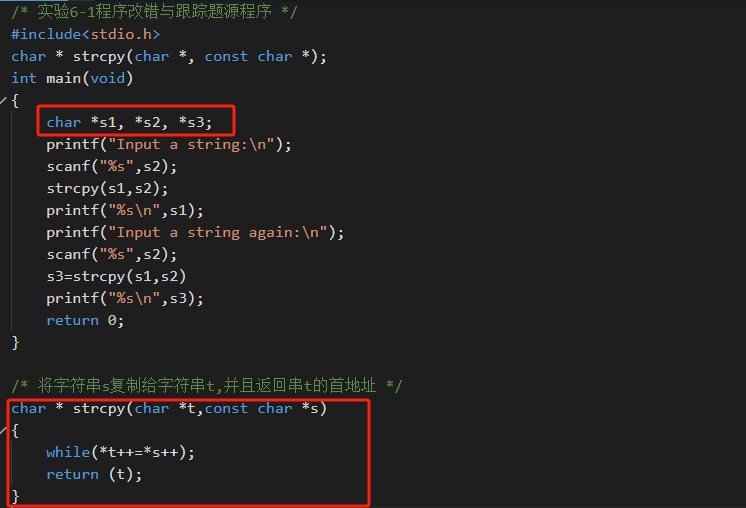 /* 实验6-1程序改错与跟踪题源程序 */
#include<stdio.h>
char * strcpy(char *, const char *);
int main(void)
{
char *s1, *s2, *s3;
printf("Input a string:\n");
scanf("%s",s2);
strcpy(s1,s2);
printf("%s\n",s1);
printf("Input a string again:\n");
scanf("%s",s2);
s3=strcpy(s1,s2)
printf("%s\n",s3);
return 0;
}
/* 将字符串s复制给字符串t,并且返回串t的首地址 */
char * strcpy(char *t,const char *s)
{
while(*t++=*s++);
return (t);
}